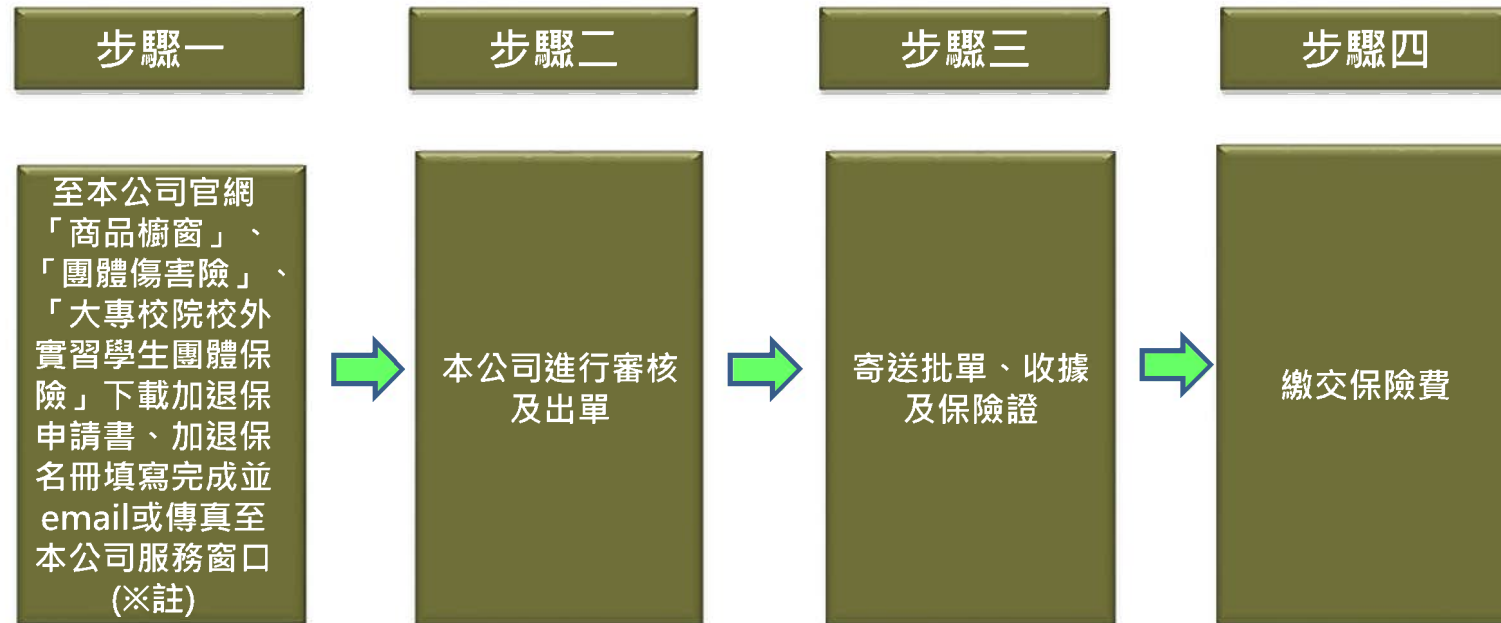 步驟一
步驟二
步驟三
步驟四
至本公司官網
「商品櫥窗」、
「團體傷害險」、
「大專校院校外
實習學生團體保
險」下載加退保
申請書、加退保
名冊填寫完成並
email或傳真至
本公司服務窗口
(※註)
本公司進行審核
及出單
寄送批單、收據
及保險證
繳交保險費